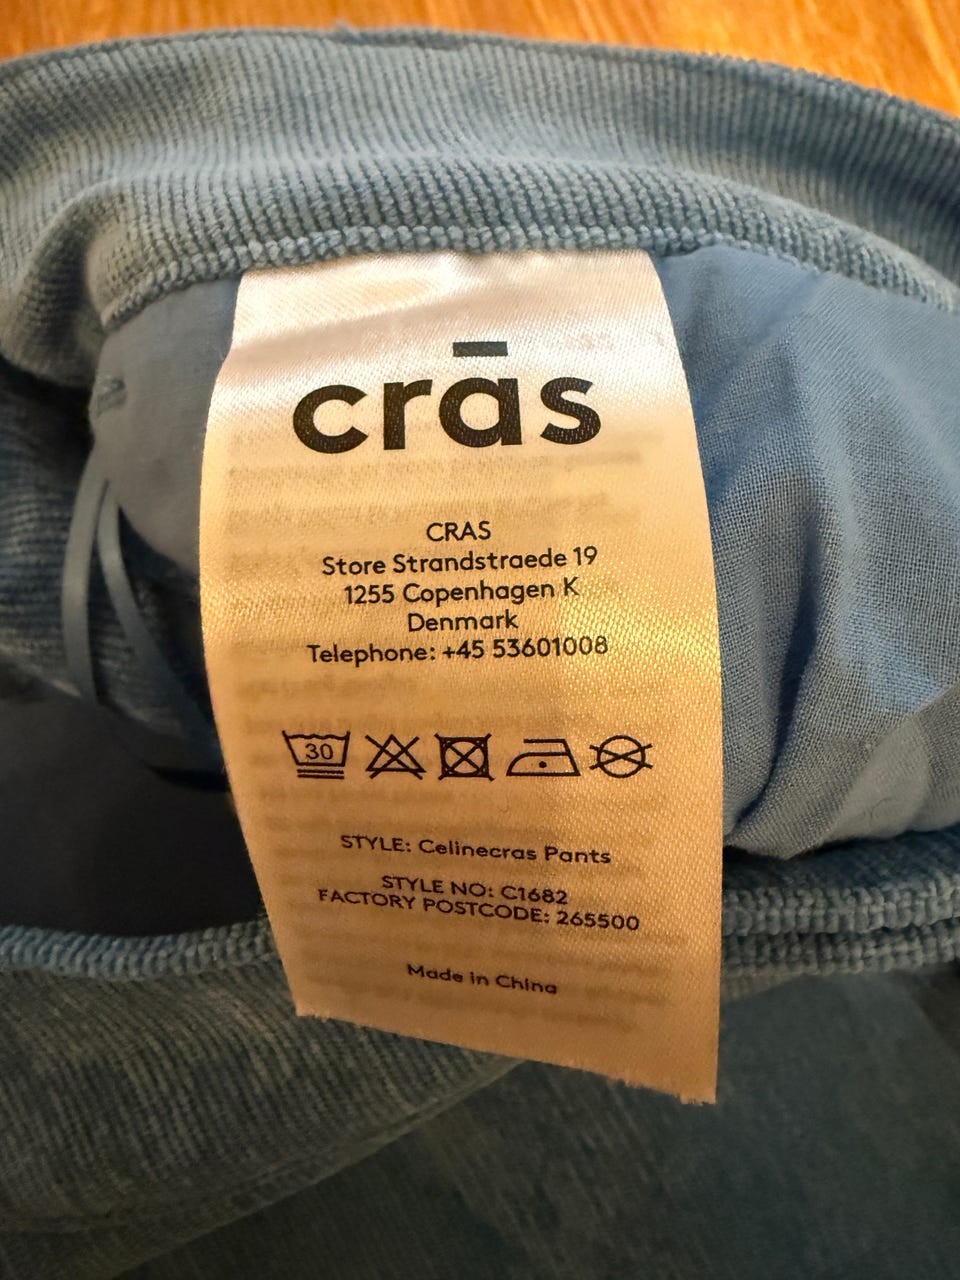 crās
CRAS
Store Strandstraede 19
1255 Copenhagen K
Denmark
Telephone: +45 53601008
30
STYLE: Celinecras Pants
STYLE NO: C1682
FACTORY POSTCODE: 265500
Made in China